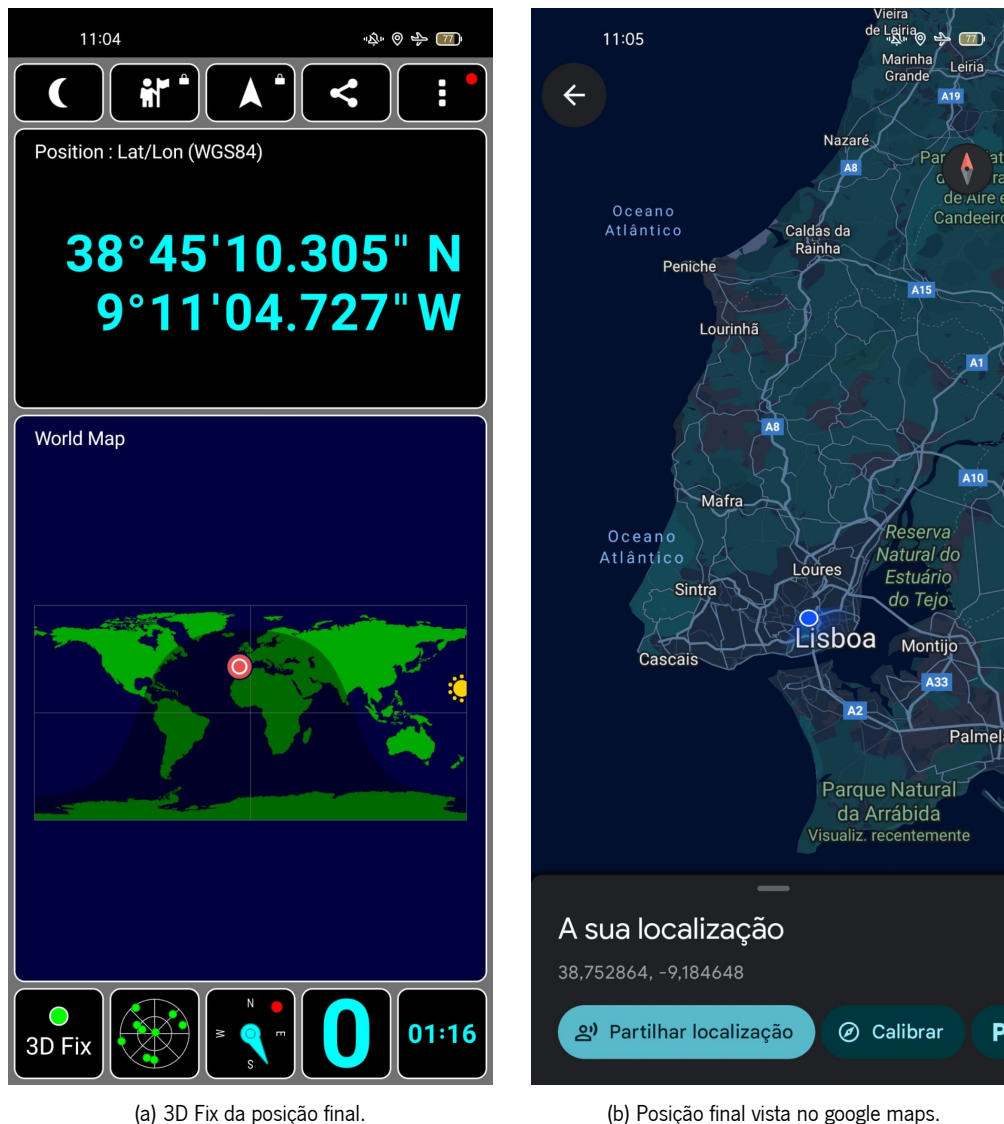 11:04
77
Position : Lat/Lon (WGS84)
38°45'10.305" N
9°11'04.727" W
World Map
3D Fix
N
W
E
S
0
01:16
(a) 3D Fix da posição final.
11:05
77
Vieira
de Leiria
Marinha
Grande
Leiria
A19
Nazaré
A8
de Aire e
Oceano
Atlântico
Caldas da
Rainha
Peniche
A15
Lourinhã
A1
A8
A10
Mafra
Oceano
Atlântico
Reserva
Natural do
Estuário
do Tejo
Loures
Sintra
Lisboa
Montijo
Cascais
A33
A2
Palmel
Parque Natural
da Arrábida
Visualiz. recentemente
A sua localização
38,752864, -9,184648
Partilhar localização
Calibrar
P
(b) Posição final vista no google maps.